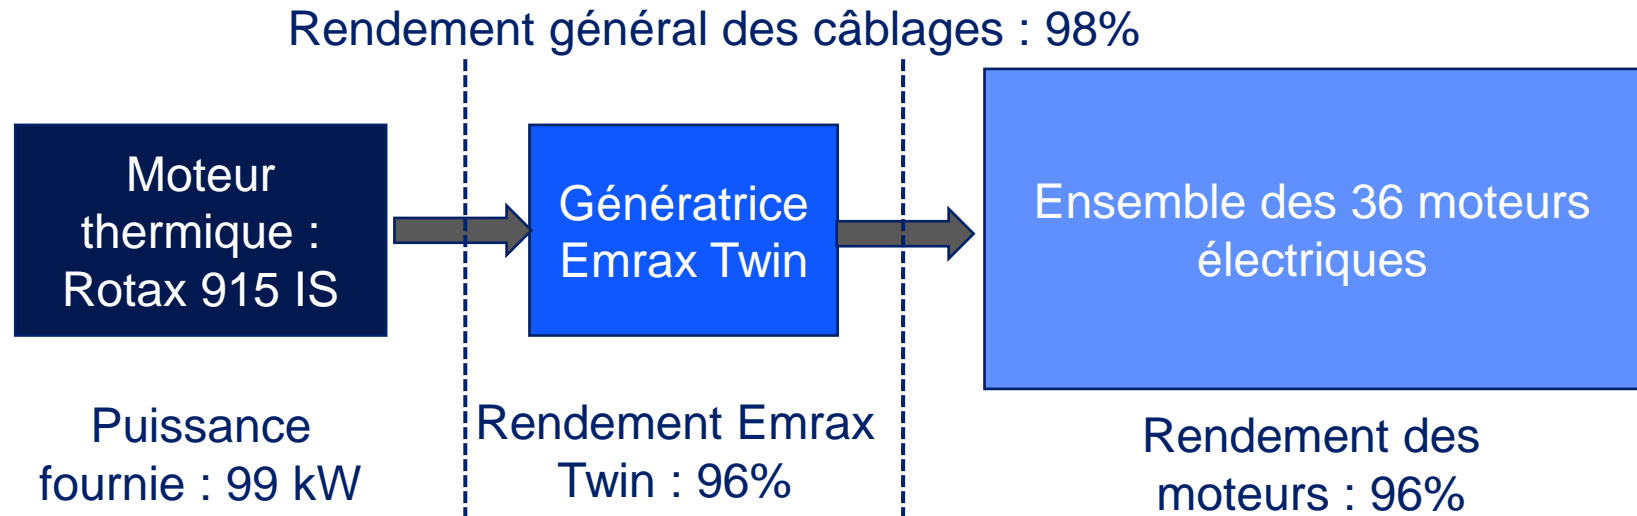 Rendement général des câblages : 98%
Moteur
thermique :
Rotax 915 IS
Génératrice
Emrax Twin
Ensemble des 36 moteurs
électriques
Puissance
fournie : 99 kW
Rendement Emrax
Twin : 96%
Rendement des
moteurs : 96%